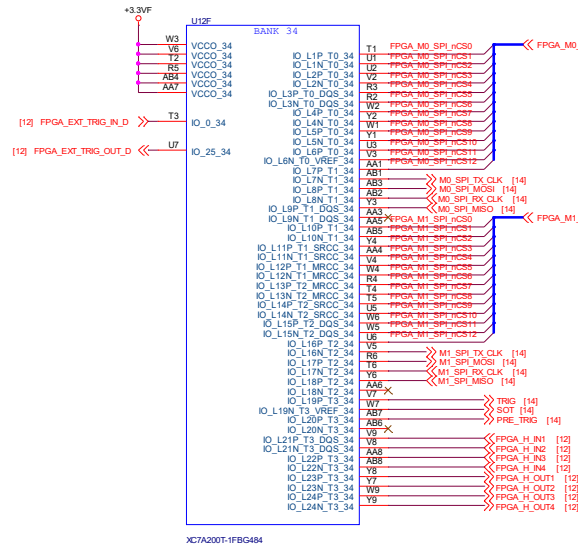 +3.3VF
U12F
BANK 34
W3 VCCO_34
V6 VCCO_34
T2 VCCO_34
R5 VCCO_34
AB4 VCCO_34
AA7 VCCO_34
[12] FPGA_EXT_TRIG_IN_D T3 IO_0_34
[12] FPGA_EXT_TRIG_OUT_D U7 IO_25_34
IO_L1P_T0_34 T1 FPGA_M0_SPI_nCS0 FPGA_M0_
IO_L1N_T0_34 U1 FPGA_M0_SPI_nCS1
IO_L2P_T0_34 U2 FPGA_M0_SPI_nCS2
IO_L2N_T0_34 V2 FPGA_M0_SPI_nCS3
IO_L3P_T0_DQS_34 R3 FPGA_M0_SPI_nCS4
IO_L3N_T0_DQS_34 R2 FPGA_M0_SPI_nCS5
IO_L4P_T0_34 W2 FPGA_M0_SPI_nCS6
IO_L4N_T0_34 Y2 FPGA_M0_SPI_nCS7
IO_L5P_T0_34 W1 FPGA_M0_SPI_nCS8
IO_L5N_T0_34 Y1 FPGA_M0_SPI_nCS9
IO_L6P_T0_34 U3 FPGA_M0_SPI_nCS10
IO_L6N_T0_VREF_34 V3 FPGA_M0_SPI_nCS11
IO_L7P_T1_34 AA1 FPGA_M0_SPI_nCS12
IO_L7N_T1_34 AB1 M0_SPI_TX_CLK [14]
IO_L8P_T1_34 AB3 M0_SPI_MOSI [14]
IO_L8N_T1_34 AB2 M0_SPI_RX_CLK [14]
IO_L9P_T1_DQS_34 Y3 M0_SPI_MISO [14]
IO_L9N_T1_DQS_34 AA3
IO_L10P_T1_34 AA5 FPGA_M1_SPI_nCS0 FPGA_M1_
IO_L10N_T1_34 AB5 FPGA_M1_SPI_nCS1
IO_L11P_T1_SRCC_34 Y4 FPGA_M1_SPI_nCS2
IO_L11N_T1_SRCC_34 AA4 FPGA_M1_SPI_nCS3
IO_L12P_T1_MRCC_34 V4 FPGA_M1_SPI_nCS4
IO_L12N_T1_MRCC_34 W4 FPGA_M1_SPI_nCS5
IO_L13P_T2_MRCC_34 R4 FPGA_M1_SPI_nCS6
IO_L13N_T2_MRCC_34 T4 FPGA_M1_SPI_nCS7
IO_L14P_T2_SRCC_34 T5 FPGA_M1_SPI_nCS8
IO_L14N_T2_SRCC_34 U5 FPGA_M1_SPI_nCS9
IO_L15P_T2_DQS_34 W6 FPGA_M1_SPI_nCS10
IO_L15N_T2_DQS_34 W5 FPGA_M1_SPI_nCS11
IO_L16P_T2_34 U6 FPGA_M1_SPI_nCS12
IO_L16N_T2_34 V5 M1_SPI_TX_CLK [14]
IO_L17P_T2_34 R6 M1_SPI_MOSI [14]
IO_L17N_T2_34 T6 M1_SPI_RX_CLK [14]
IO_L18P_T2_34 Y6 M1_SPI_MISO [14]
IO_L18N_T2_34 AA6
IO_L19P_T3_34 V7 TRIG [14]
IO_L19N_T3_VREF_34 W7 SOT [14]
IO_L20P_T3_34 AB7 PRE_TRIG [14]
IO_L20N_T3_34 AB6
IO_L21P_T3_DQS_34 V9 FPGA_H_IN1 [12]
IO_L21N_T3_DQS_34 V8 FPGA_H_IN2 [12]
IO_L22P_T3_34 AA8 FPGA_H_IN3 [12]
IO_L22N_T3_34 AB8 FPGA_H_IN4 [12]
IO_L23P_T3_34 Y8 FPGA_H_OUT1 [12]
IO_L23N_T3_34 Y7 FPGA_H_OUT2 [12]
IO_L24P_T3_34 W9 FPGA_H_OUT3 [12]
IO_L24N_T3_34 Y9 FPGA_H_OUT4 [12]
XC7A200T-1FBG484